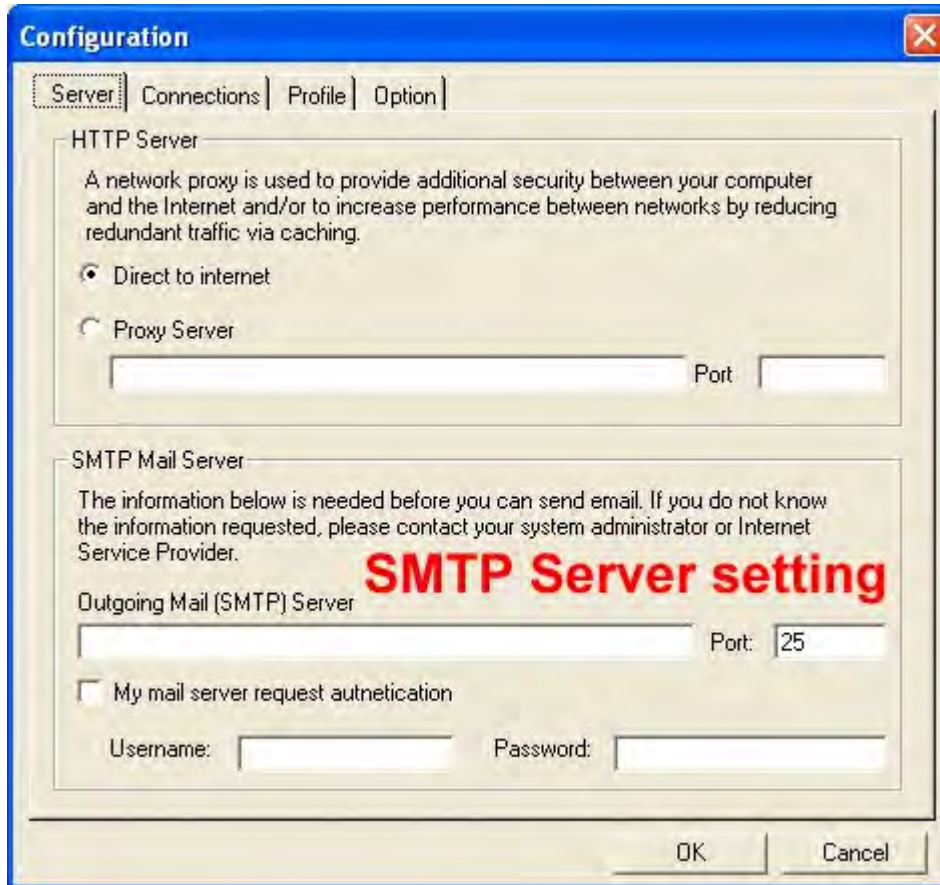 Configuration
Server Connections Profile Option
HTTP Server
A network proxy is used to provide additional security between your computer
and the Internet and/or to increase performance between networks by reducing
redundant traffic via caching.
Direct to internet
Proxy Server
Port
SMTP Mail Server
The information below is needed before you can send email. If you do not know
the information requested, please contact your system administrator or Internet
Service Provider.
SMTP Server setting
Outgoing Mail (SMTP) Server
Port: 25
My mail server request autnetication
Username: Password:
OK Cancel